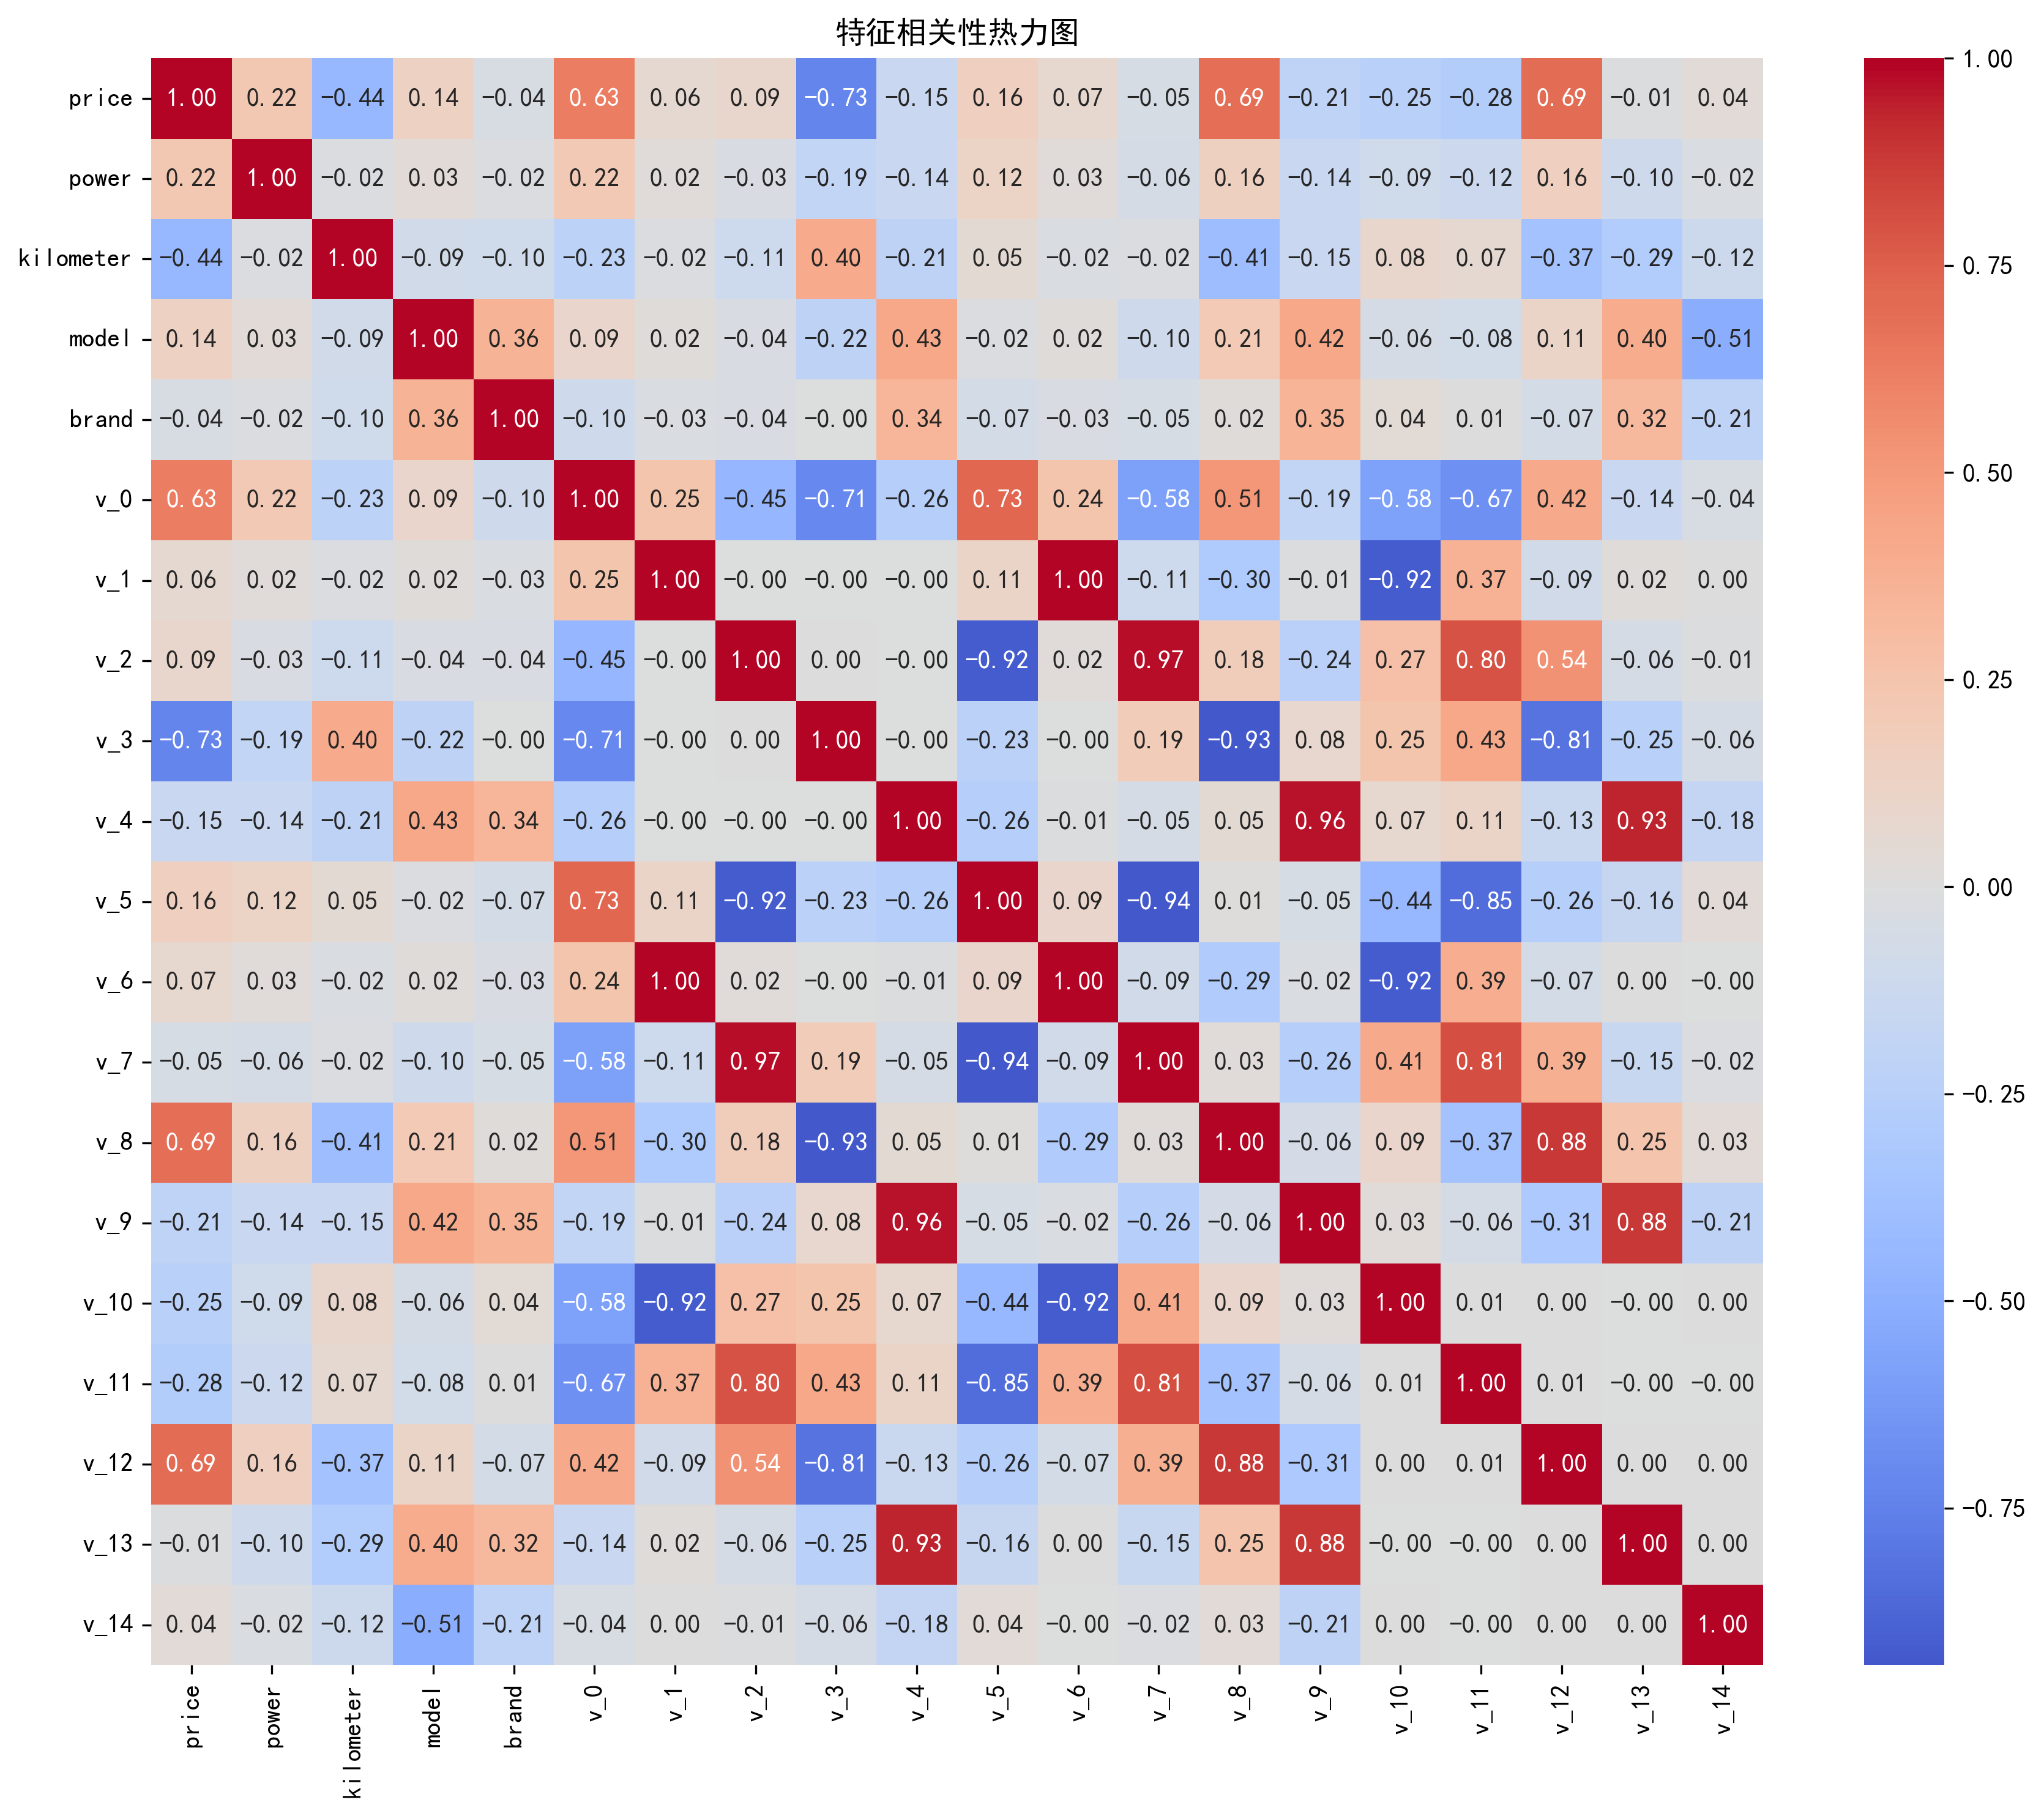 特征相关性热力图
price 1.00 0.22 −0.44 0.14 −0.04 0.63 0.06 0.09 −0.73 −0.15 0.16 0.07 −0.05 0.69 −0.21 −0.25 −0.28 0.69 −0.01 0.04
power 0.22 1.00 −0.02 0.03 −0.02 0.22 0.02 −0.03 −0.19 −0.14 0.12 0.03 −0.06 0.16 −0.14 −0.09 −0.12 0.16 −0.10 −0.02
kilometer −0.44 −0.02 1.00 −0.09 −0.10 −0.23 −0.02 −0.11 0.40 −0.21 0.05 −0.02 −0.02 −0.41 −0.15 0.08 0.07 −0.37 −0.29 −0.12
model 0.14 0.03 −0.09 1.00 0.36 0.09 0.02 −0.04 −0.22 0.43 −0.02 0.02 −0.10 0.21 0.42 −0.06 −0.08 0.11 0.40 −0.51
brand −0.04 −0.02 −0.10 0.36 1.00 −0.10 −0.03 −0.04 −0.00 0.34 −0.07 −0.03 −0.05 0.02 0.35 0.04 0.01 −0.07 0.32 −0.21
v_0 0.63 0.22 −0.23 0.09 −0.10 1.00 0.25 −0.45 −0.71 −0.26 0.73 0.24 −0.58 0.51 −0.19 −0.58 −0.67 0.42 −0.14 −0.04
v_1 0.06 0.02 −0.02 0.02 −0.03 0.25 1.00 −0.00 −0.00 −0.00 0.11 1.00 −0.11 −0.30 −0.01 −0.92 0.37 −0.09 0.02 0.00
v_2 0.09 −0.03 −0.11 −0.04 −0.04 −0.45 −0.00 1.00 0.00 −0.00 −0.92 0.02 0.97 0.18 −0.24 0.27 0.80 0.54 −0.06 −0.01
v_3 −0.73 −0.19 0.40 −0.22 −0.00 −0.71 −0.00 0.00 1.00 −0.00 −0.23 −0.00 0.19 −0.93 0.08 0.25 0.43 −0.81 −0.25 −0.06
v_4 −0.15 −0.14 −0.21 0.43 0.34 −0.26 −0.00 −0.00 −0.00 1.00 −0.26 −0.01 −0.05 0.05 0.96 0.07 0.11 −0.13 0.93 −0.18
v_5 0.16 0.12 0.05 −0.02 −0.07 0.73 0.11 −0.92 −0.23 −0.26 1.00 0.09 −0.94 0.01 −0.05 −0.44 −0.85 −0.26 −0.16 0.04
v_6 0.07 0.03 −0.02 0.02 −0.03 0.24 1.00 0.02 −0.00 −0.01 0.09 1.00 −0.09 −0.29 −0.02 −0.92 0.39 −0.07 0.00 −0.00
v_7 −0.05 −0.06 −0.02 −0.10 −0.05 −0.58 −0.11 0.97 0.19 −0.05 −0.94 −0.09 1.00 0.03 −0.26 0.41 0.81 0.39 −0.15 −0.02
v_8 0.69 0.16 −0.41 0.21 0.02 0.51 −0.30 0.18 −0.93 0.05 0.01 −0.29 0.03 1.00 −0.06 0.09 −0.37 0.88 0.25 0.03
v_9 −0.21 −0.14 −0.15 0.42 0.35 −0.19 −0.01 −0.24 0.08 0.96 −0.05 −0.02 −0.26 −0.06 1.00 0.03 −0.06 −0.31 0.88 −0.21
v_10 −0.25 −0.09 0.08 −0.06 0.04 −0.58 −0.92 0.27 0.25 0.07 −0.44 −0.92 0.41 0.09 0.03 1.00 0.01 0.00 −0.00 0.00
v_11 −0.28 −0.12 0.07 −0.08 0.01 −0.67 0.37 0.80 0.43 0.11 −0.85 0.39 0.81 −0.37 −0.06 0.01 1.00 0.01 −0.00 −0.00
v_12 0.69 0.16 −0.37 0.11 −0.07 0.42 −0.09 0.54 −0.81 −0.13 −0.26 −0.07 0.39 0.88 −0.31 0.00 0.01 1.00 0.00 0.00
v_13 −0.01 −0.10 −0.29 0.40 0.32 −0.14 0.02 −0.06 −0.25 0.93 −0.16 0.00 −0.15 0.25 0.88 −0.00 −0.00 0.00 1.00 0.00
v_14 0.04 −0.02 −0.12 −0.51 −0.21 −0.04 0.00 −0.01 −0.06 −0.18 0.04 −0.00 −0.02 0.03 −0.21 0.00 −0.00 0.00 0.00 1.00
price power kilometer model brand v_0 v_1 v_2 v_3 v_4 v_5 v_6 v_7 v_8 v_9 v_10 v_11 v_12 v_13 v_14
1.00
0.75
0.50
0.25
0.00
−0.25
−0.50
−0.75